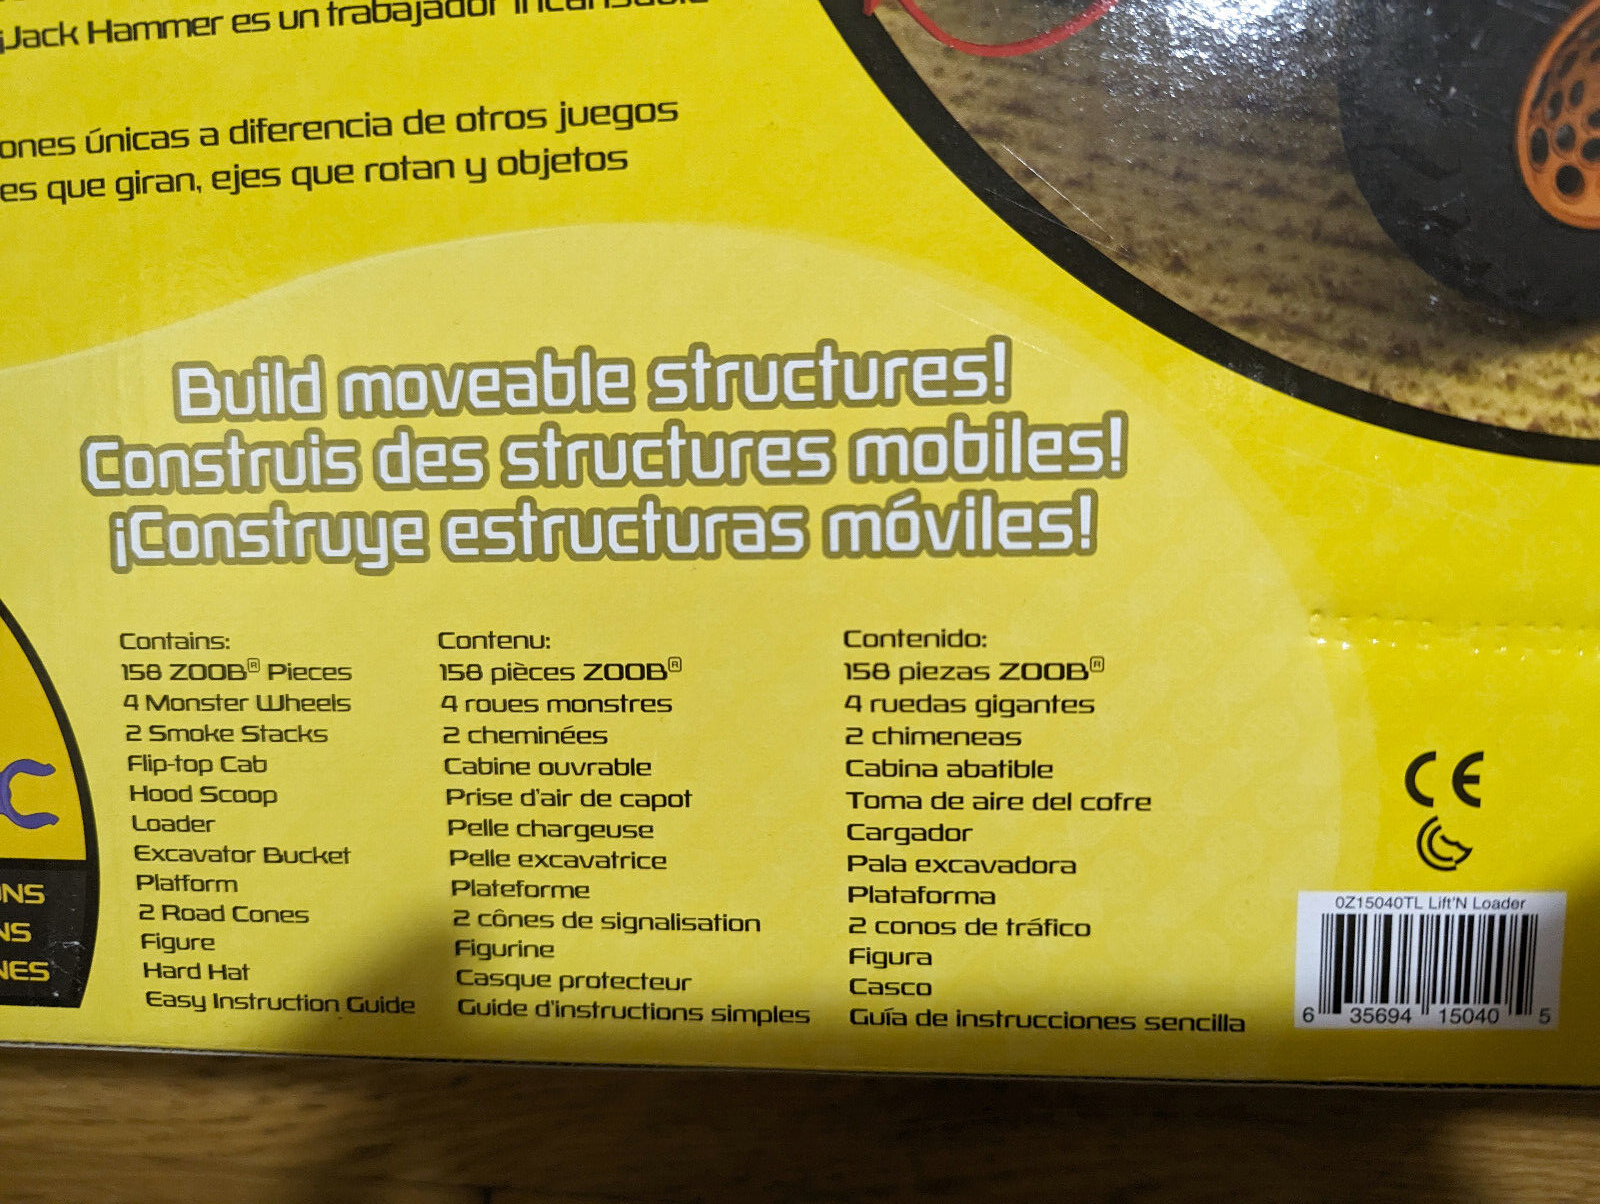 ¡Jack Hammer es un trabajador incansable
ones únicas a diferencia de otros juegos
es que giran, ejes que rotan y objetos
Build moveable structures!
Construis des structures mobiles!
¡Construye estructuras móviles!
Contains:
158 ZOOB® Pieces
4 Monster Wheels
2 Smoke Stacks
Flip-top Cab
Hood Scoop
Loader
Excavator Bucket
Platform
2 Road Cones
Figure
Hard Hat
Easy Instruction Guide
Contenu:
158 pièces ZOOB®
4 roues monstres
2 cheminées
Cabine ouvrable
Prise d'air de capot
Pelle chargeuse
Pelle excavatrice
Plateforme
2 cônes de signalisation
Figurine
Casque protecteur
Guide d'instructions simples
Contenido:
158 piezas ZOOB®
4 ruedas gigantes
2 chimeneas
Cabina abatible
Toma de aire del cofre
Cargador
Pala excavadora
Plataforma
2 conos de tráfico
Figura
Casco
Guía de instrucciones sencilla
CE
0Z15040TL Lift'N Loader
6 35694 15040 5
C
ONS
NS
NES